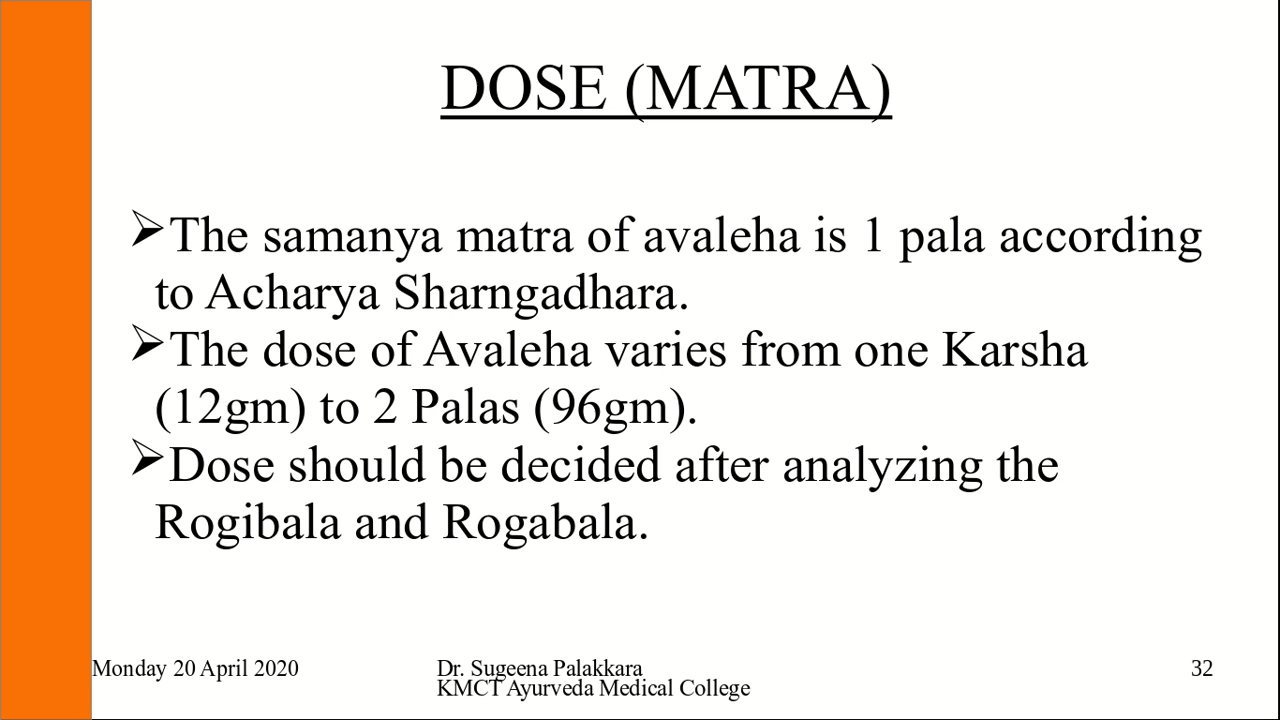 DOSE (MATRA)
➢The samanya matra of avaleha is 1 pala according
to Acharya Sharngadhara.
➢The dose of Avaleha varies from one Karsha
(12gm) to 2 Palas (96gm).
➢Dose should be decided after analyzing the
Rogibala and Rogabala.
Monday 20 April 2020
Dr. Sugeena Palakkara
KMCT Ayurveda Medical College
32